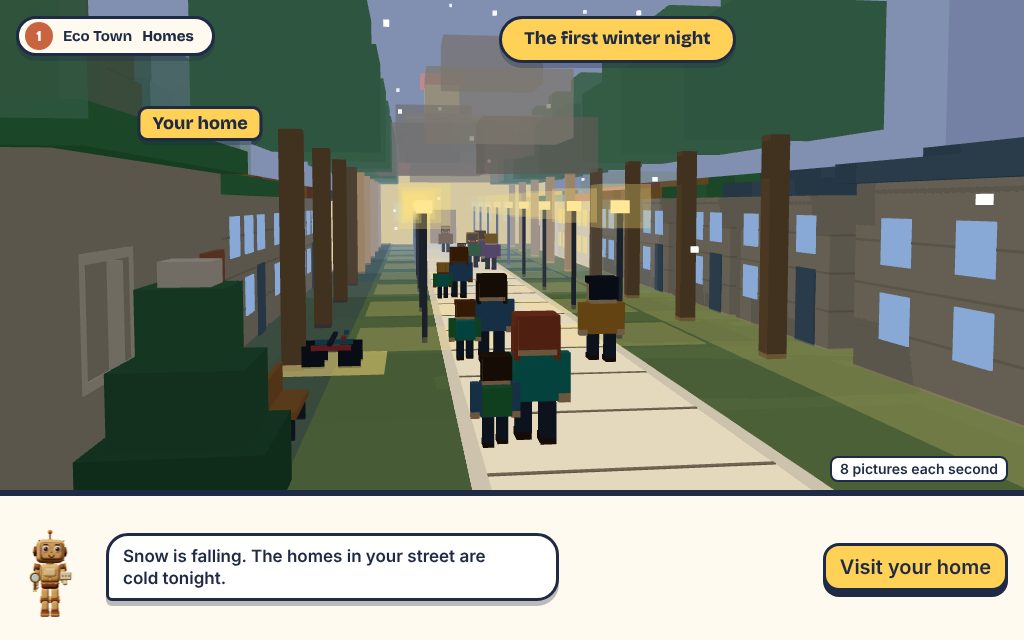 1 Eco Town Homes
The first winter night
Your home
8 pictures each second
Snow is falling. The homes in your street are
cold tonight.
Visit your home